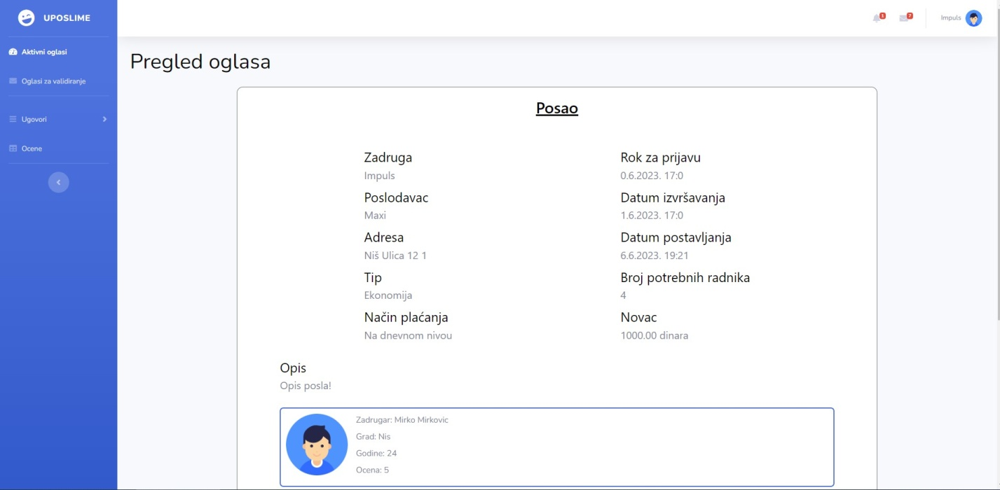 UPOSLIME
1
7
Impuls
Aktivni oglasi
Oglasi za validiranje
Ugovori
Ocene
Pregled oglasa
Posao
Zadruga
Impuls
Poslodavac
Maxi
Adresa
Niš Ulica 12 1
Tip
Ekonomija
Način plaćanja
Na dnevnom nivou
Rok za prijavu
0.6.2023. 17:0
Datum izvršavanja
1.6.2023. 17:0
Datum postavljanja
6.6.2023. 19:21
Broj potrebnih radnika
4
Novac
1000.00 dinara
Opis
Opis posla!
Zadrugar: Mirko Mirkovic
Grad: Nis
Godine: 24
Ocena: 5